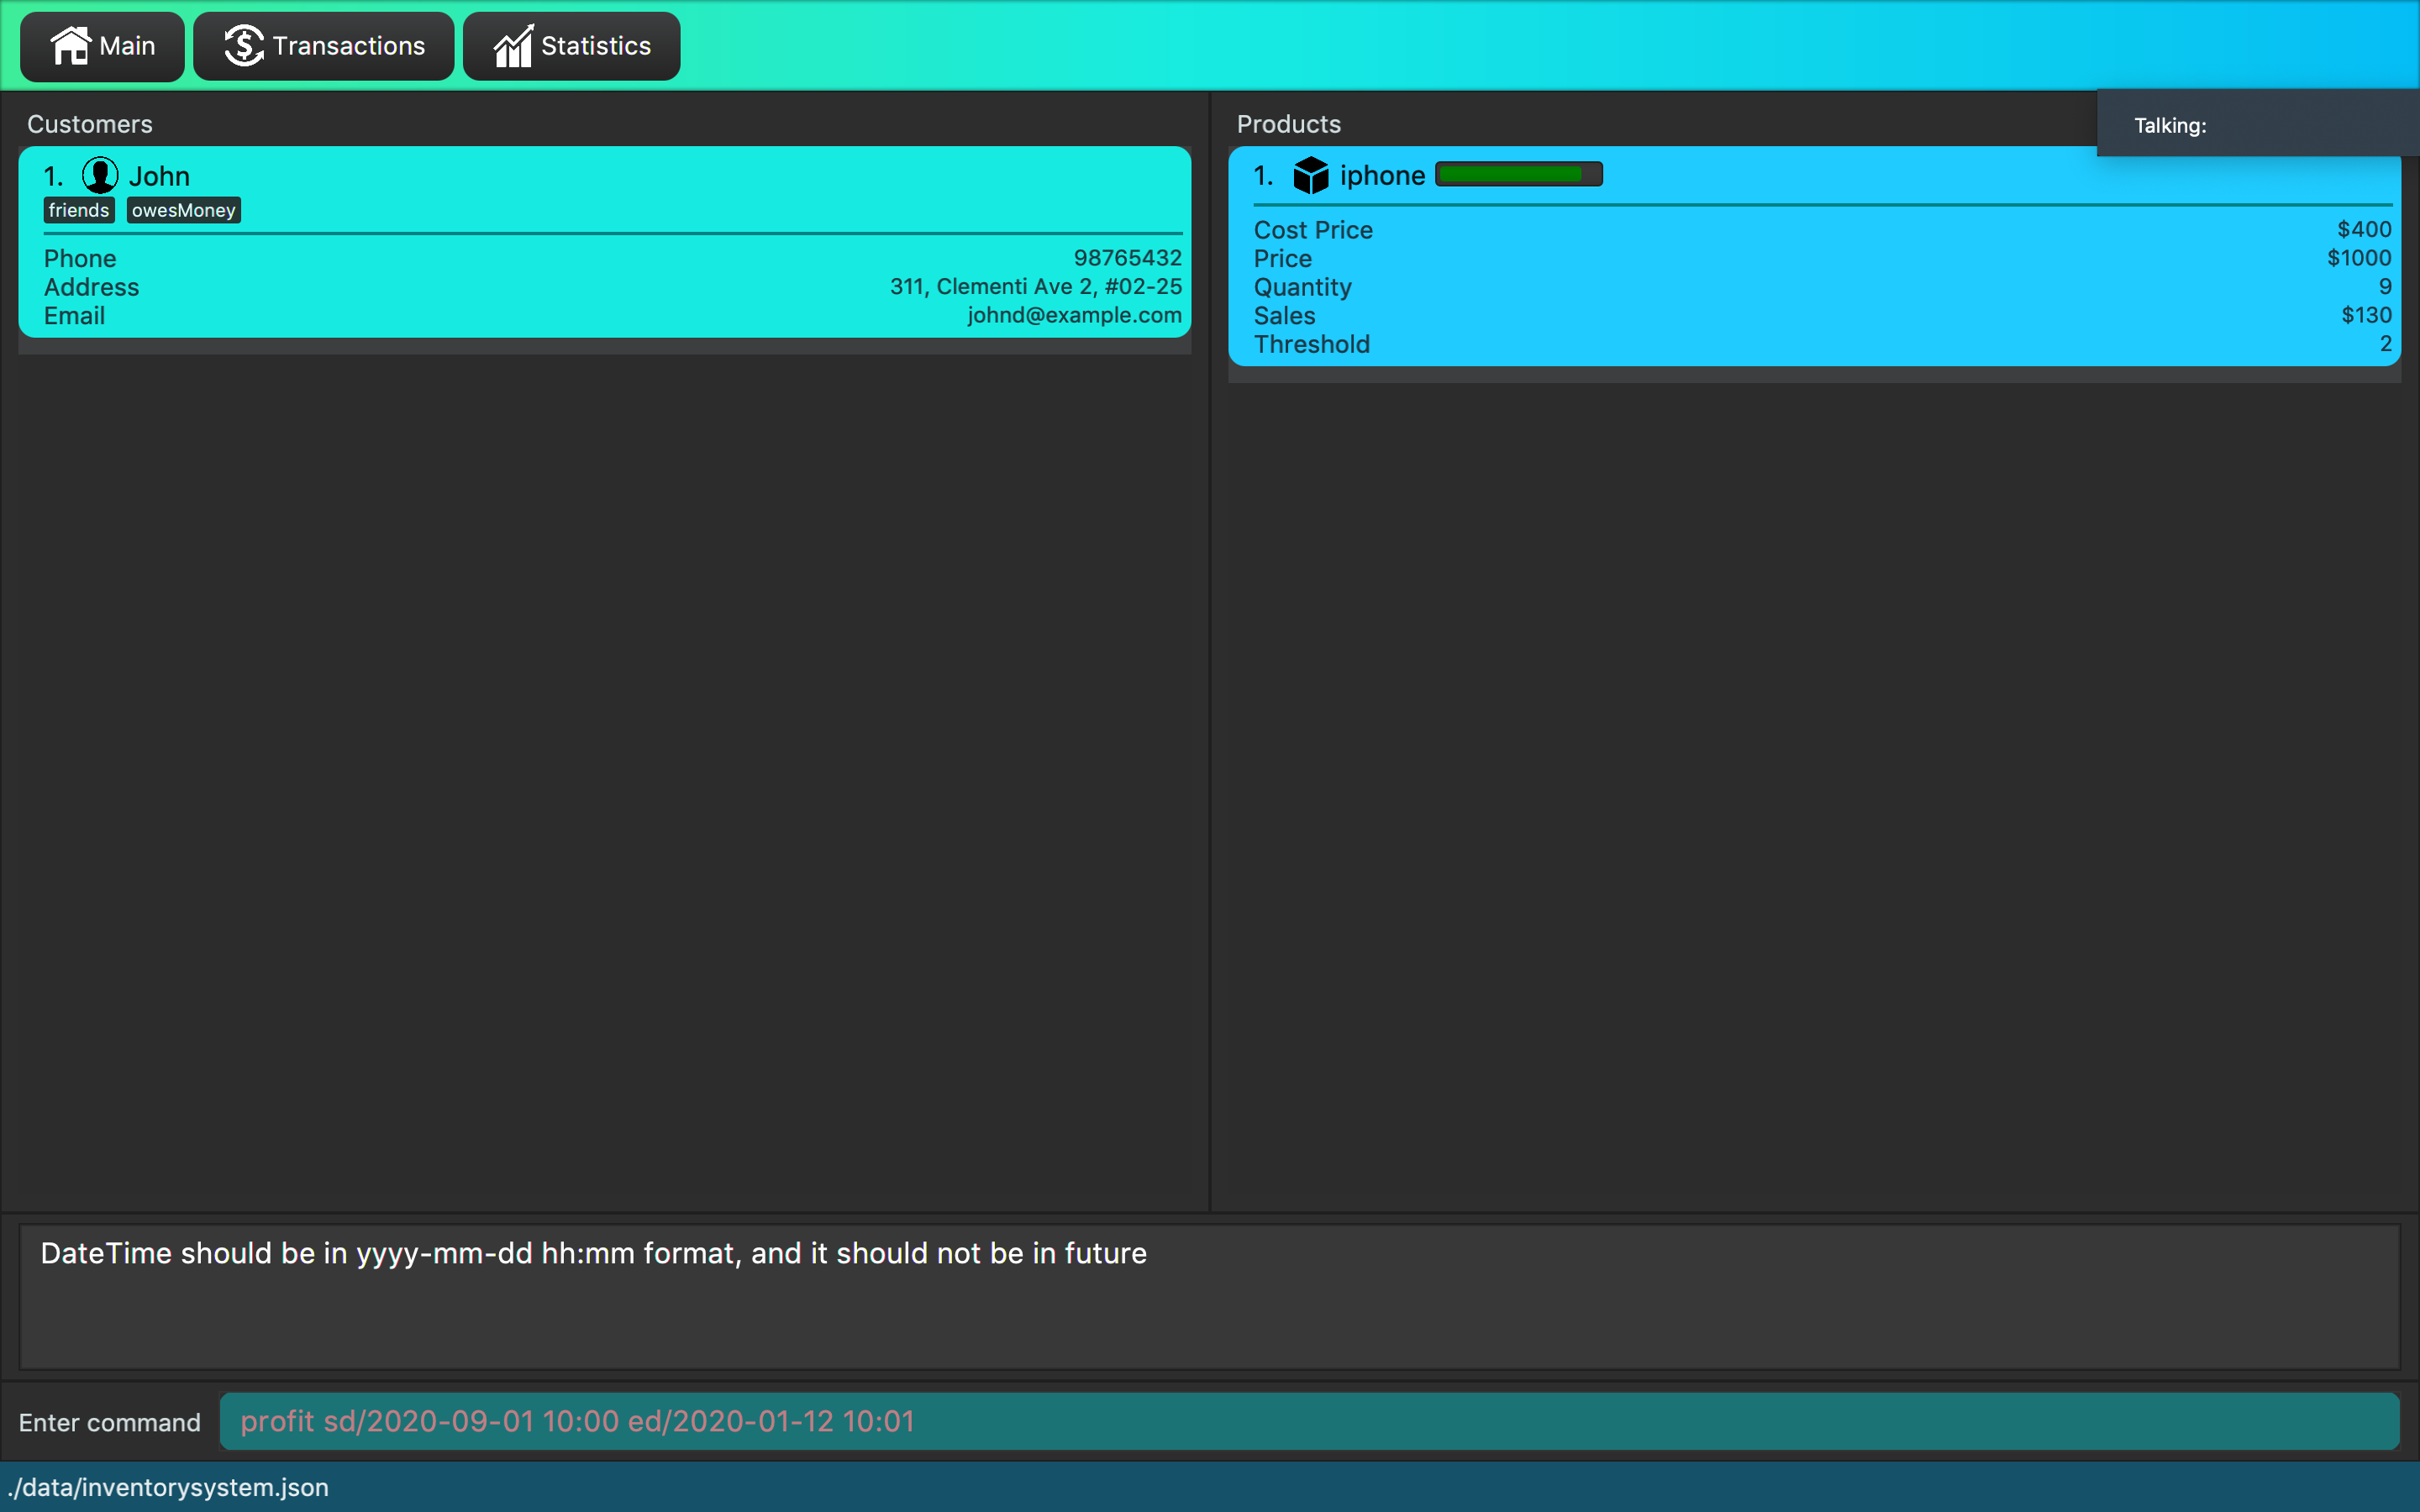 Main Transactions Statistics
Talking:
Customers
1. John
friends owesMoney
Phone 98765432
Address 311, Clementi Ave 2, #02-25
Email johnd@example.com
Products
1. iphone
Cost Price $400
Price $1000
Quantity 9
Sales $130
Threshold 2
DateTime should be in yyyy-mm-dd hh:mm format, and it should not be in future
Enter command profit sd/2020-09-01 10:00 ed/2020-01-12 10:01
./data/inventorysystem.json